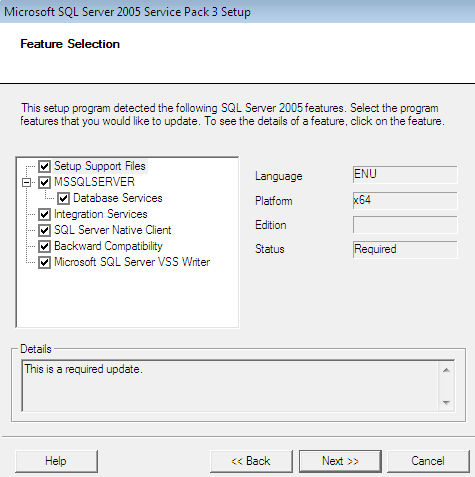 Microsoft SQL Server 2005 Service Pack 3 Setup
Feature Selection
This setup program detected the following SQL Server 2005 features. Select the program
features that you would like to update. To see the details of a feature, click on the feature.
Setup Support Files
MSSQLSERVER
Database Services
Integration Services
SQL Server Native Client
Backward Compatibility
Microsoft SQL Server VSS Writer
Language ENU
Platform x64
Edition
Status Required
Details
This is a required update.
Help << Back Next >> Cancel